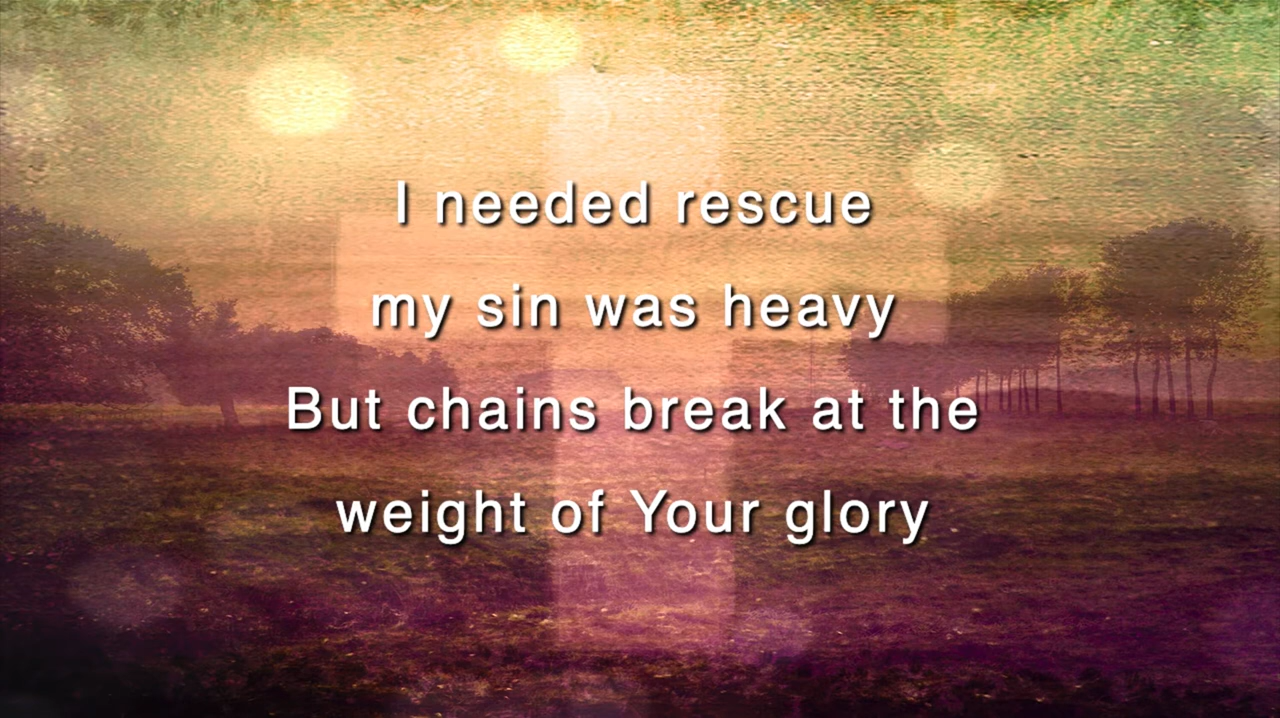 I needed rescue
my sin was heavy
But chains break at the
weight of Your glory